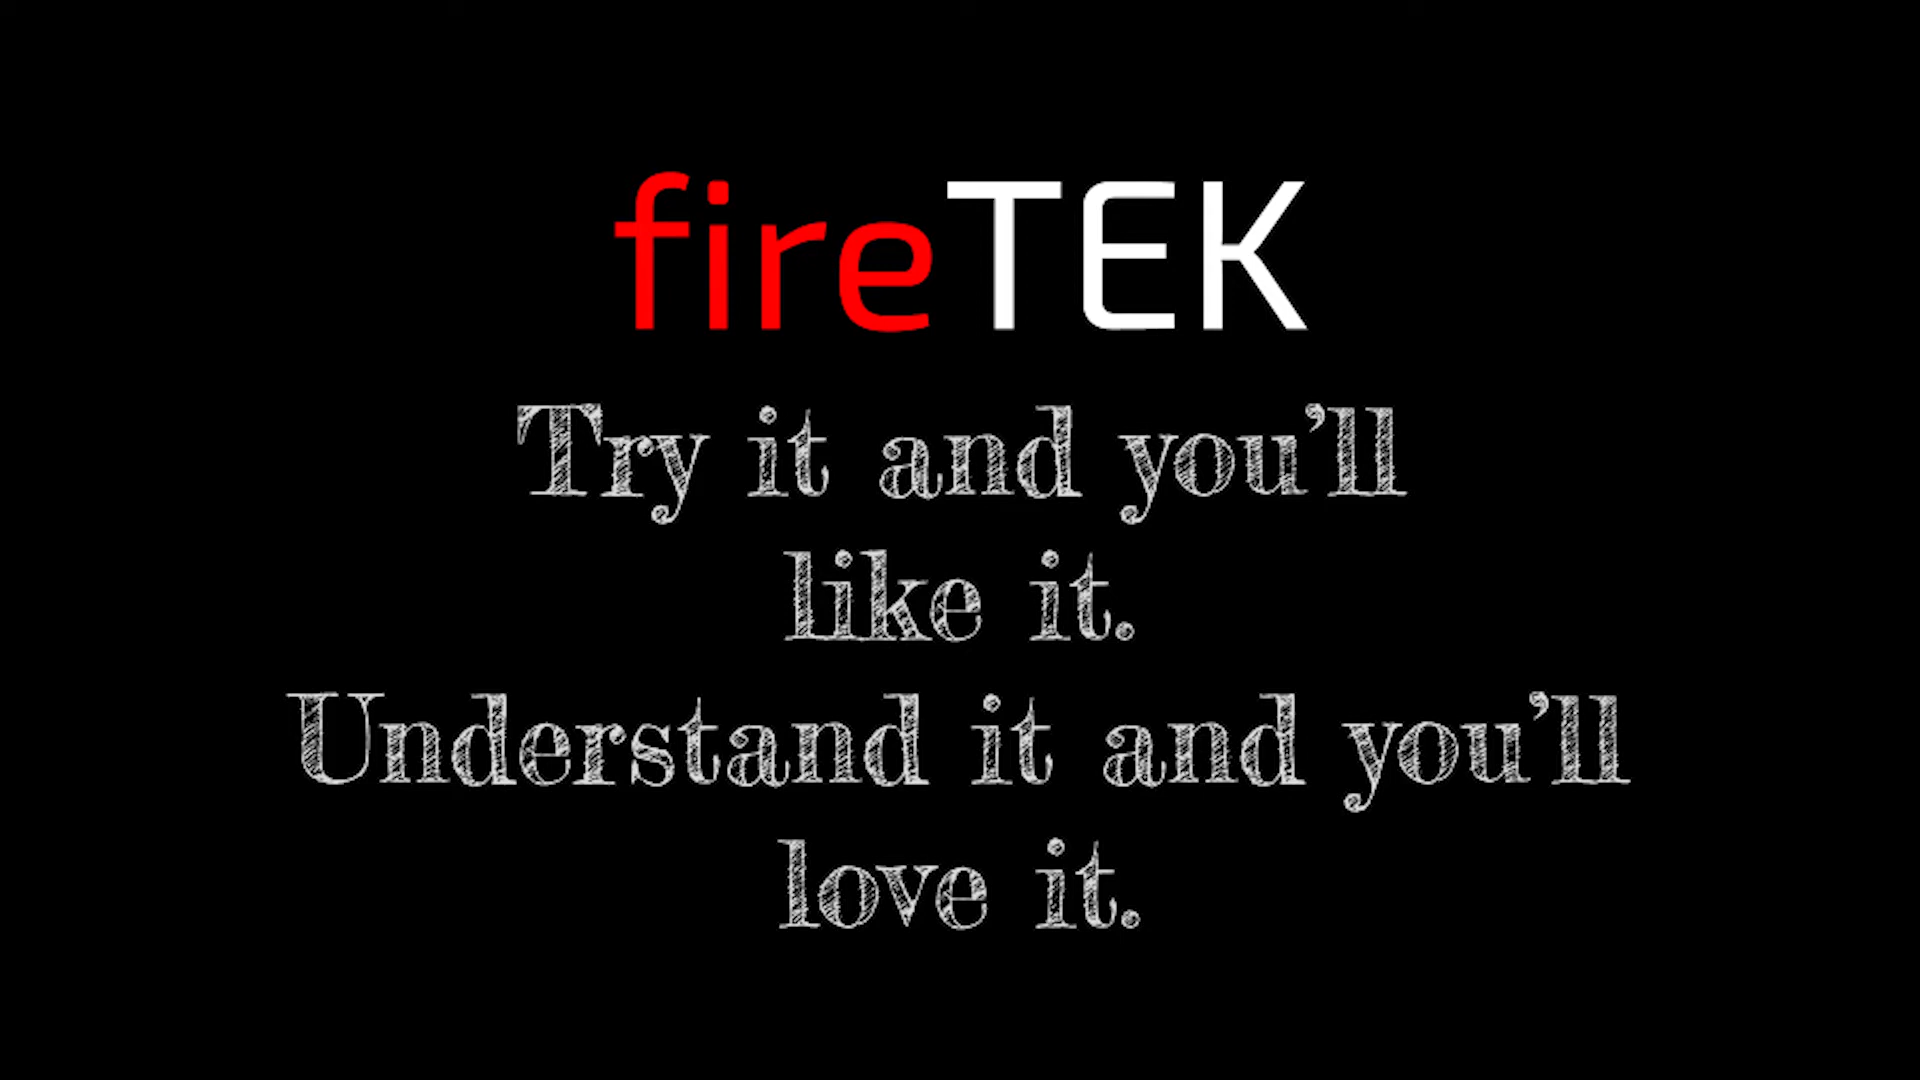 fireTEK
Try it and you’ll
like it.
Understand it and you’ll
love it.